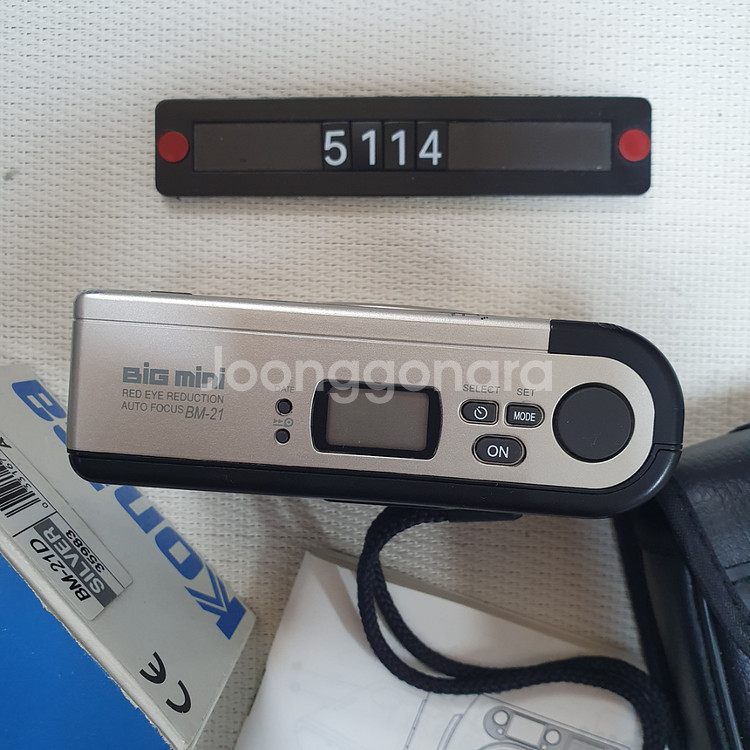 5114
.loonggonara
BIG mini
RED EYE REDUCTION
AUTO FOCUS BM-21
DATE
SELECT SET
MODE
ON
Konica
BM-21D
SILVER
35983
CE